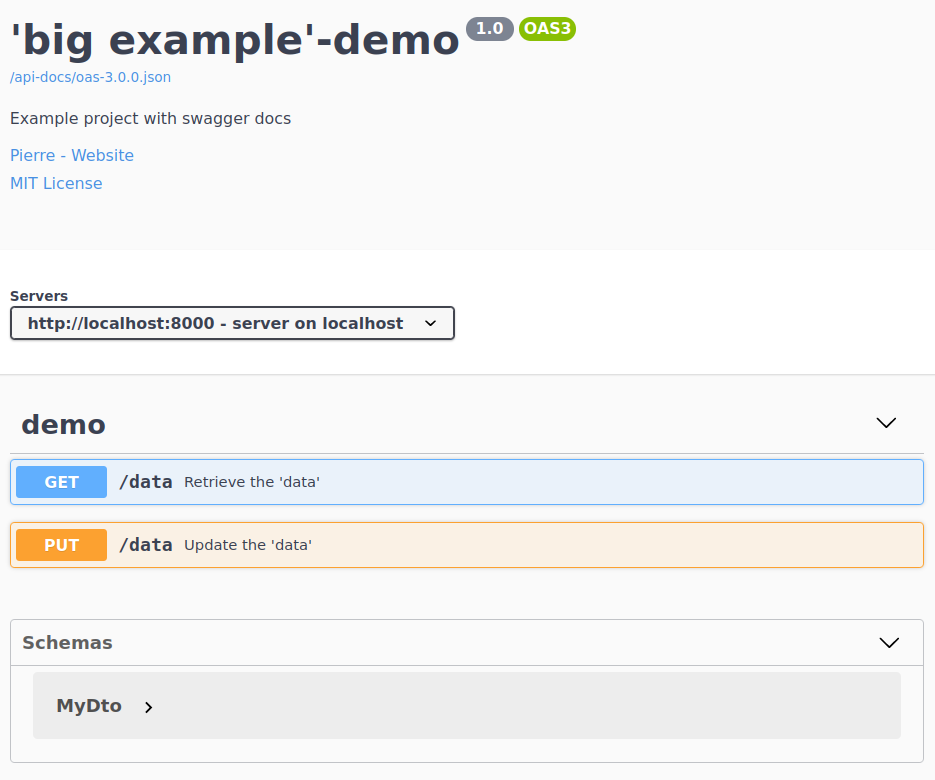 'big example'-demo 1.0 OAS3
/api-docs/oas-3.0.0.json
Example project with swagger docs
Pierre - Website
MIT License
Servers
http://localhost:8000 - server on localhost
demo
GET /data Retrieve the 'data'
PUT /data Update the 'data'
Schemas
MyDto